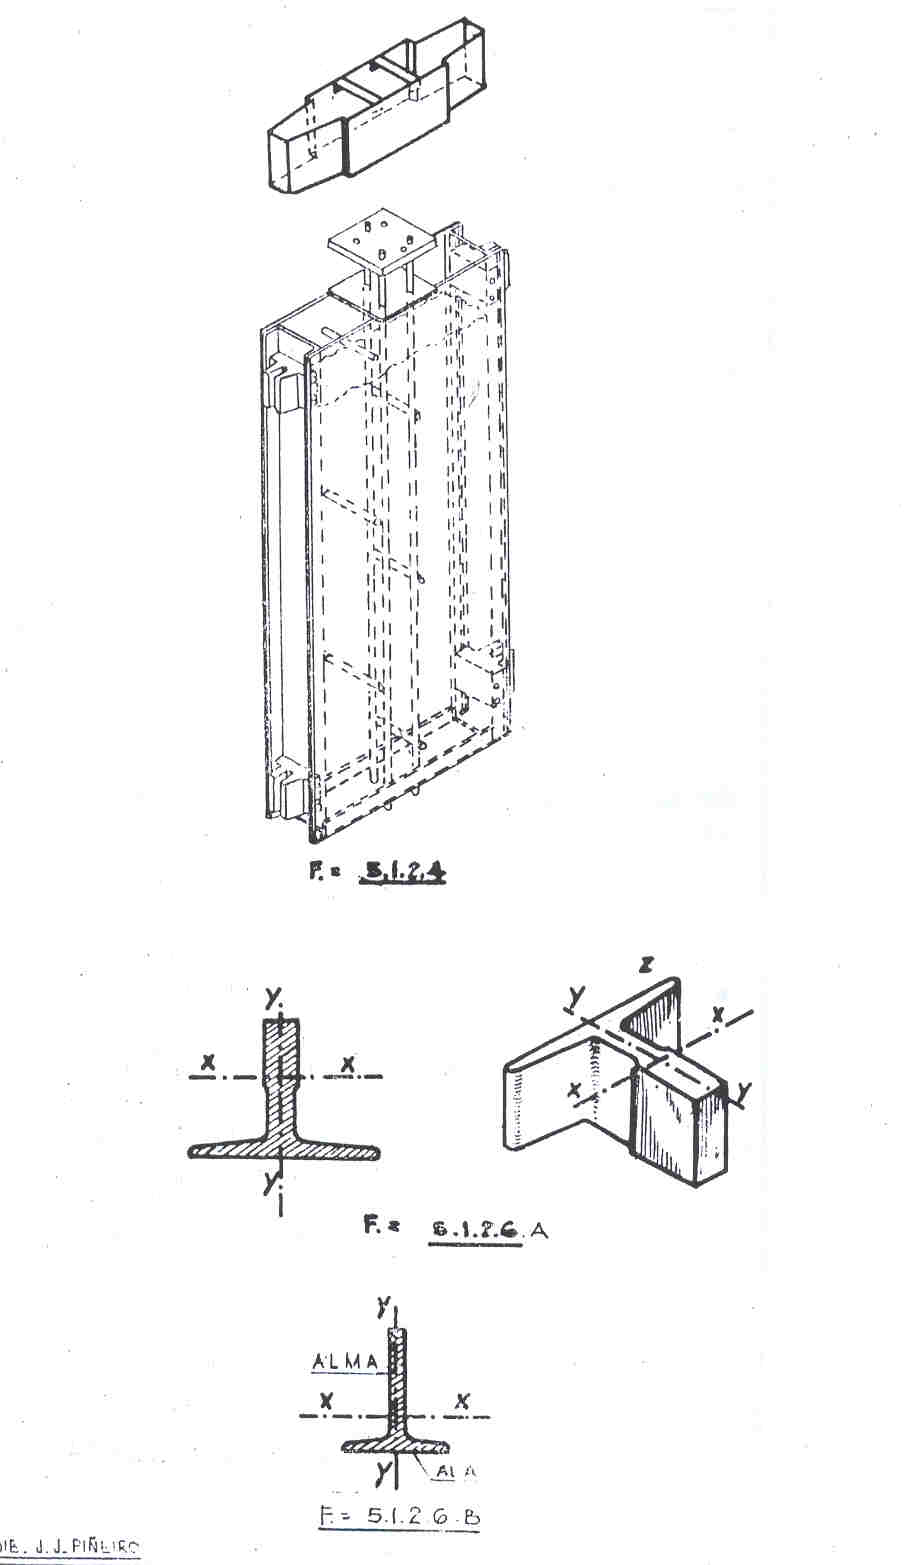 F. = 5.1.2.4
Z
Y
Y
X
X X
X
Y
Y
F. = 5.1.2.6.A
Y
ALMA
X X
Y
ALA
F = 5.1.2.6.B
DIB. J.J. PIÑEIRO